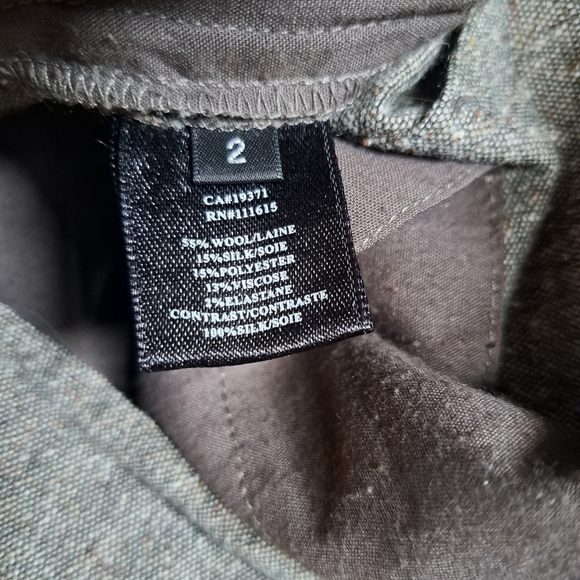 2
CA#19371
RN#111615
55% WOOL/LAINE
15%SILK/SOIE
15%POLYESTER
13%VISCOSE
2%ELASTANE
CONTRAST/CONTRASTE
100%SILK/SOIE